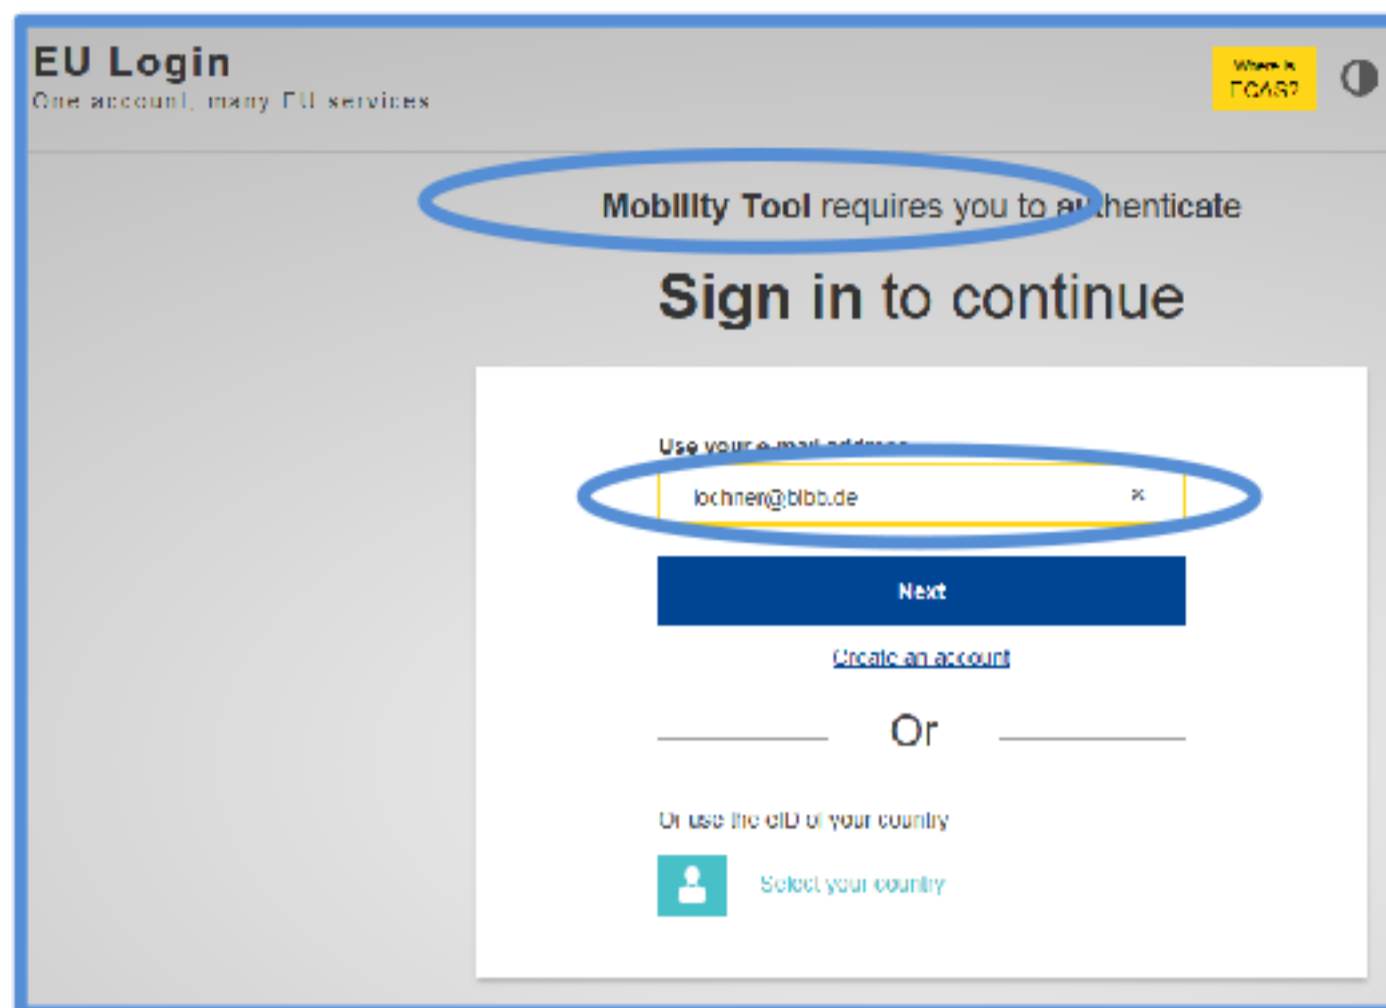 EU Login
One account, many EU services
Where is
ECAS?
Mobility Tool requires you to authenticate
Sign in to continue
Use your e-mail address
lochner@bibb.de ×
Next
Create an account
Or
Or use the eID of your country
Select your country